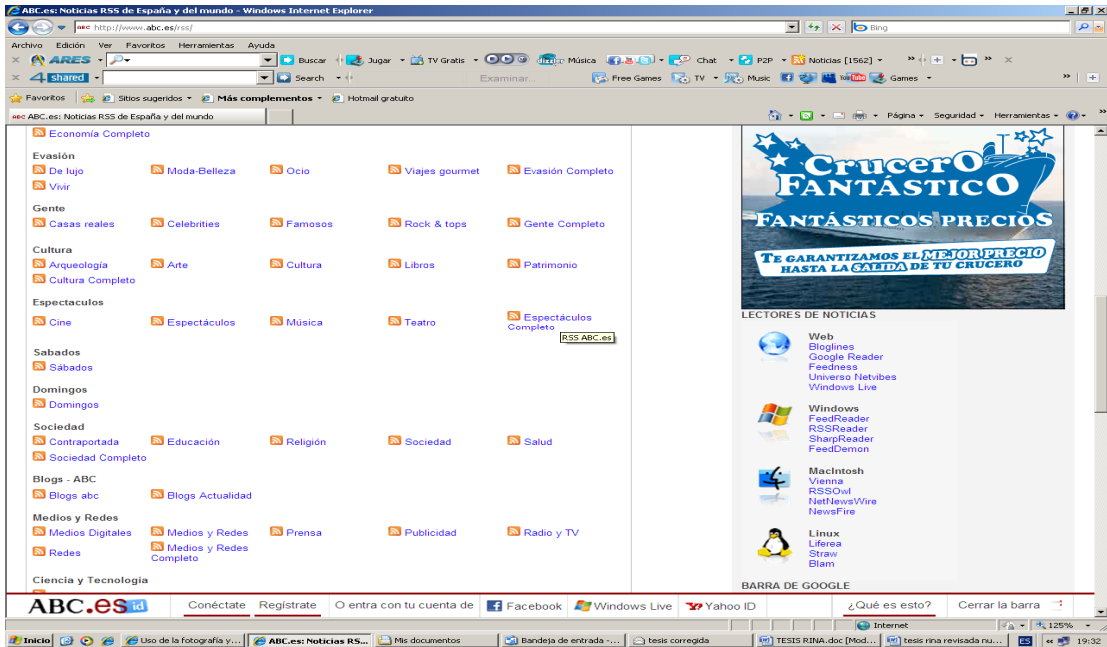 ABC.es: Noticias RSS de España y del mundo - Windows Internet Explorer
ABC http://www.abc.es/rss/
Bing
Archivo Edición Ver Favoritos Herramientas Ayuda
ARES Buscar Jugar TV Gratis Música Chat P2P Noticias [1562]
4shared Search Examinar... Free Games TV Music YouTube Games
Favoritos Sitios sugeridos Más complementos Hotmail gratuito
ABC ABC.es: Noticias RSS de España y del mundo Página Seguridad Herramientas
Economía Completo
Evasión
De lujo Moda-Belleza Ocio Viajes gourmet Evasión Completo
Vivir
Gente
Casas reales Celebrities Famosos Rock & tops Gente Completo
Cultura
Arqueología Arte Cultura Libros Patrimonio
Cultura Completo
Espectaculos
Cine Espectáculos Música Teatro Espectáculos
Completo
RSS ABC.es
Sabados
Sábados
Domingos
Domingos
Sociedad
Contraportada Educación Religión Sociedad Salud
Sociedad Completo
Blogs - ABC
Blogs abc Blogs Actualidad
Medios y Redes
Medios Digitales Medios y Redes Prensa Publicidad Radio y TV
Redes Medios y Redes
Completo
Ciencia y Tecnologia
CRUCERO
FANTÁSTICO
FANTÁSTICOS PRECIOS
TE GARANTIZAMOS EL MEJOR PRECIO
HASTA LA SALIDA DE TU CRUCERO
LECTORES DE NOTICIAS
Web
Bloglines
Google Reader
Feedness
Universo Netvibes
Windows Live
Windows
FeedReader
RSSReader
SharpReader
FeedDemon
Macintosh
Vienna
RSSOwl
NetNewsWire
NewsFire
Linux
Liferea
Straw
Blam
BARRA DE GOOGLE
ABC.es id Conéctate Regístrate O entra con tu cuenta de Facebook Windows Live Yahoo ID ¿Qué es esto? Cerrar la barra
Internet 125%
Inicio Uso de la fotografía y... ABC.es: Noticias RS... Mis documentos Bandeja de entrada -... tesis corregida TESIS RINA.doc [Mod... tesis rina revisada nu... ES 19:32